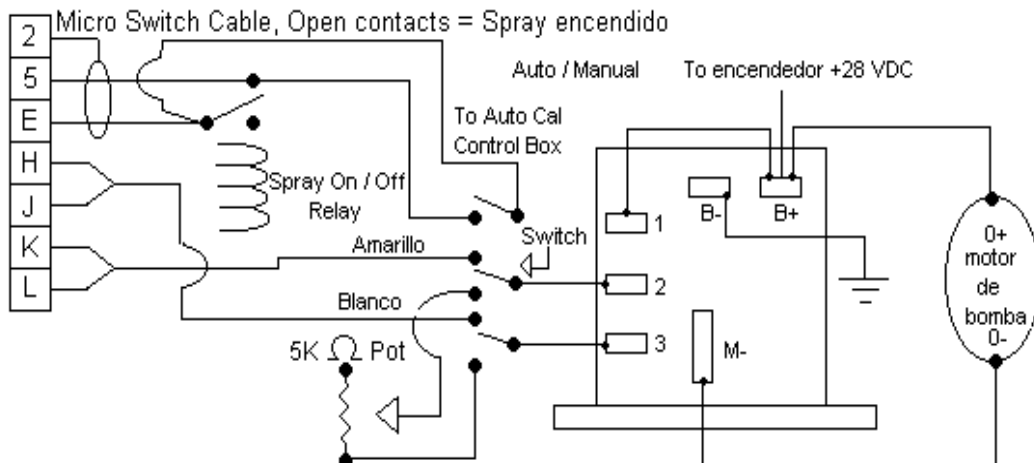 Micro Switch Cable, Open contacts = Spray encendido
2
5
E
H
J
K
L
Auto / Manual
To encendedor +28 VDC
To Auto Cal
Control Box
Spray On / Off
Relay
Switch
Amarillo
Blanco
5K Ω Pot
1
2
3
B-
B+
M-
0+
motor
de
bomba
0-